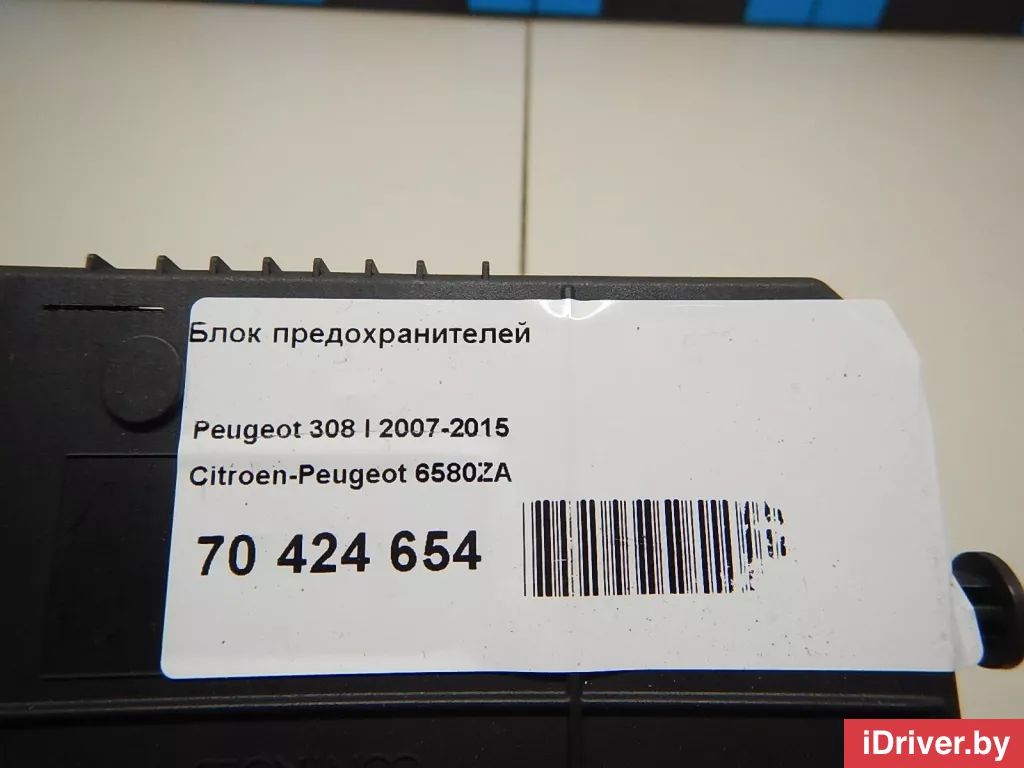 Блок предохранителей
Peugeot 308 I 2007-2015
Citroen-Peugeot 6580ZA
70 424 654
iDriver.by